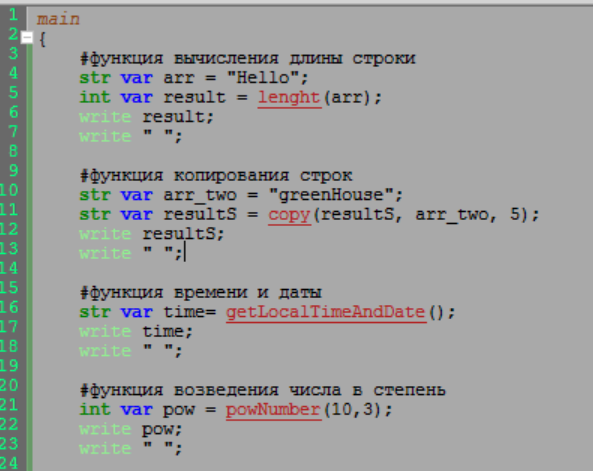 1 main
2 {
3 #функция вычисления длины строки
4 str var arr = "Hello";
5 int var result = lenght(arr);
6 write result;
7 write " ";
8
9 #функция копирования строк
10 str var arr_two = "greenHouse";
11 str var resultS = copy(resultS, arr_two, 5);
12 write resultS;
13 write " ";
14
15 #функция времени и даты
16 str var time= getLocalTimeAndDate();
17 write time;
18 write " ";
19
20 #функция возведения числа в степень
21 int var pow = powNumber(10,3);
22 write pow;
23 write " ";
24